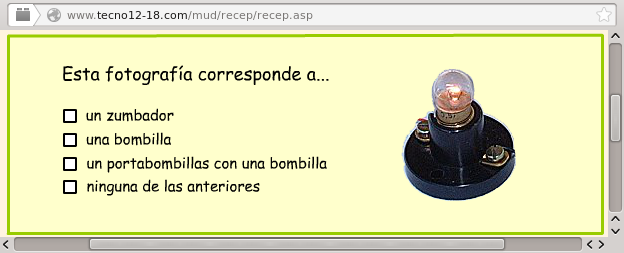 www.tecno12-18.com/mud/recep/recep.asp
Esta fotografía corresponde a...
un zumbador
una bombilla
un portabombillas con una bombilla
ninguna de las anteriores